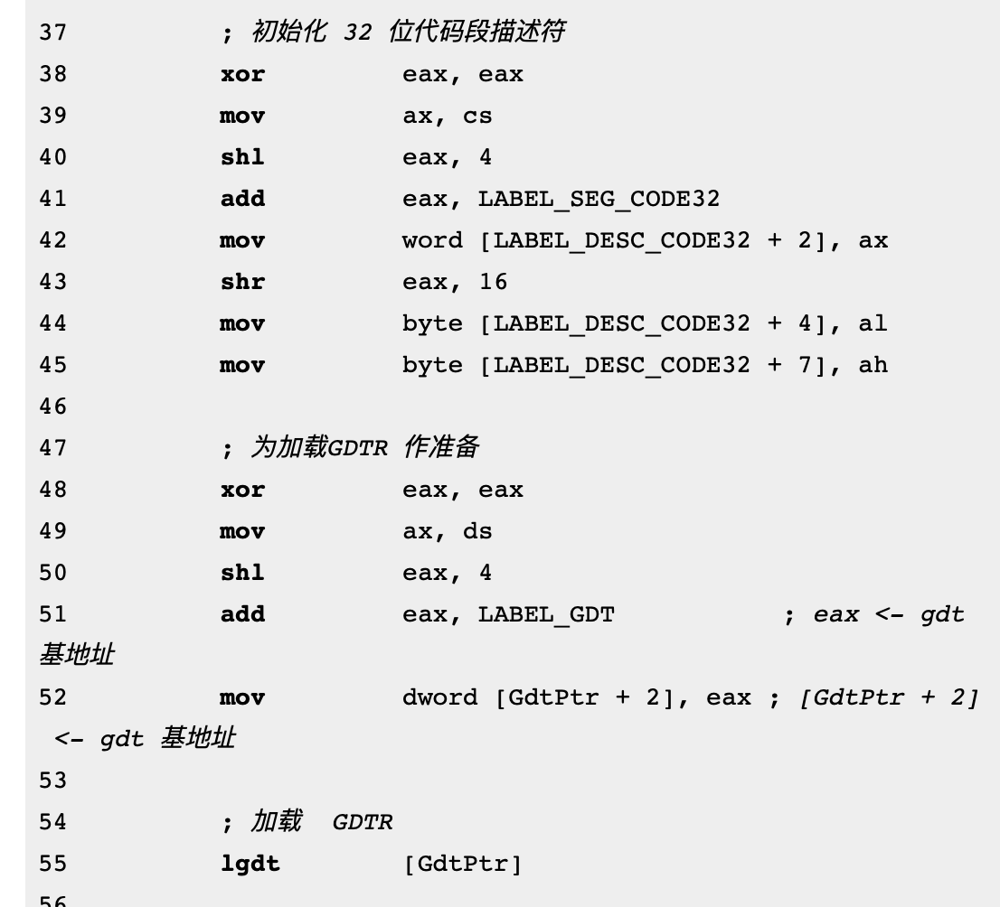 37 ; 初始化 32 位代码段描述符
38 xor eax, eax
39 mov ax, cs
40 shl eax, 4
41 add eax, LABEL_SEG_CODE32
42 mov word [LABEL_DESC_CODE32 + 2], ax
43 shr eax, 16
44 mov byte [LABEL_DESC_CODE32 + 4], al
45 mov byte [LABEL_DESC_CODE32 + 7], ah
46
47 ; 为加载GDTR 作准备
48 xor eax, eax
49 mov ax, ds
50 shl eax, 4
51 add eax, LABEL_GDT ; eax <- gdt
基地址
52 mov dword [GdtPtr + 2], eax ; [GdtPtr + 2]
<- gdt 基地址
53
54 ; 加载 GDTR
55 lgdt [GdtPtr]
56